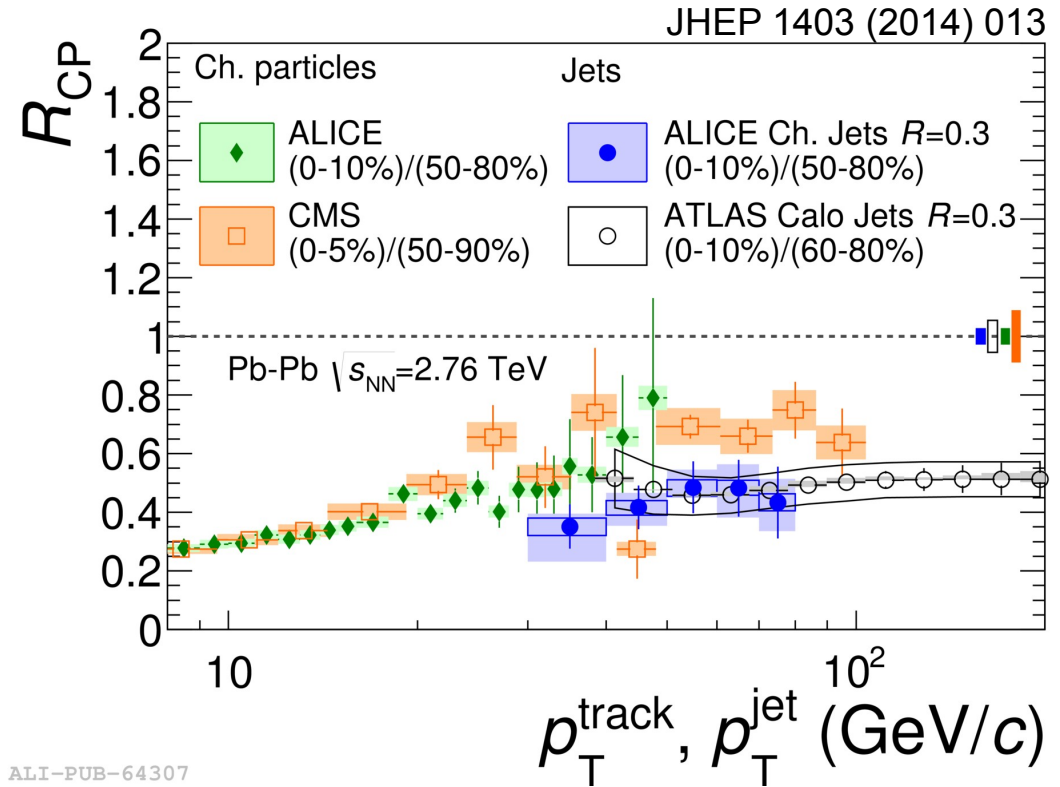 JHEP 1403 (2014) 013
R_CP
2
1.8
1.6
1.4
1.2
1
0.8
0.6
0.4
0.2
0
Ch. particles
ALICE
(0-10%)/(50-80%)
CMS
(0-5%)/(50-90%)
Jets
ALICE Ch. Jets R=0.3
(0-10%)/(50-80%)
ATLAS Calo Jets R=0.3
(0-10%)/(60-80%)
Pb-Pb √s_NN=2.76 TeV
10
10²
p_T^track, p_T^jet (GeV/c)
ALI-PUB-64307